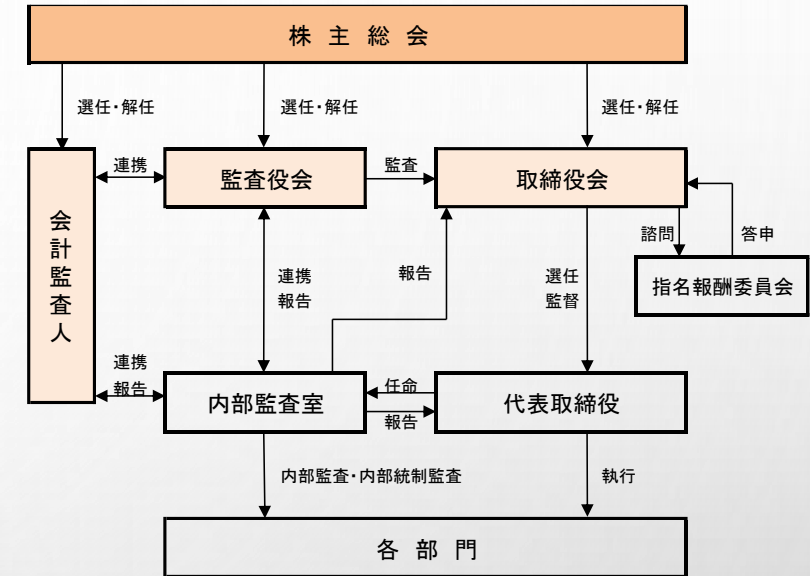 株主総会
選任・解任
選任・解任
選任・解任
会計監査人
連携
監査役会
監査
取締役会
諮問
答申
指名報酬委員会
連携
報告
報告
選任
監督
連携
報告
内部監査室
任命
報告
代表取締役
内部監査・内部統制監査
執行
各部門